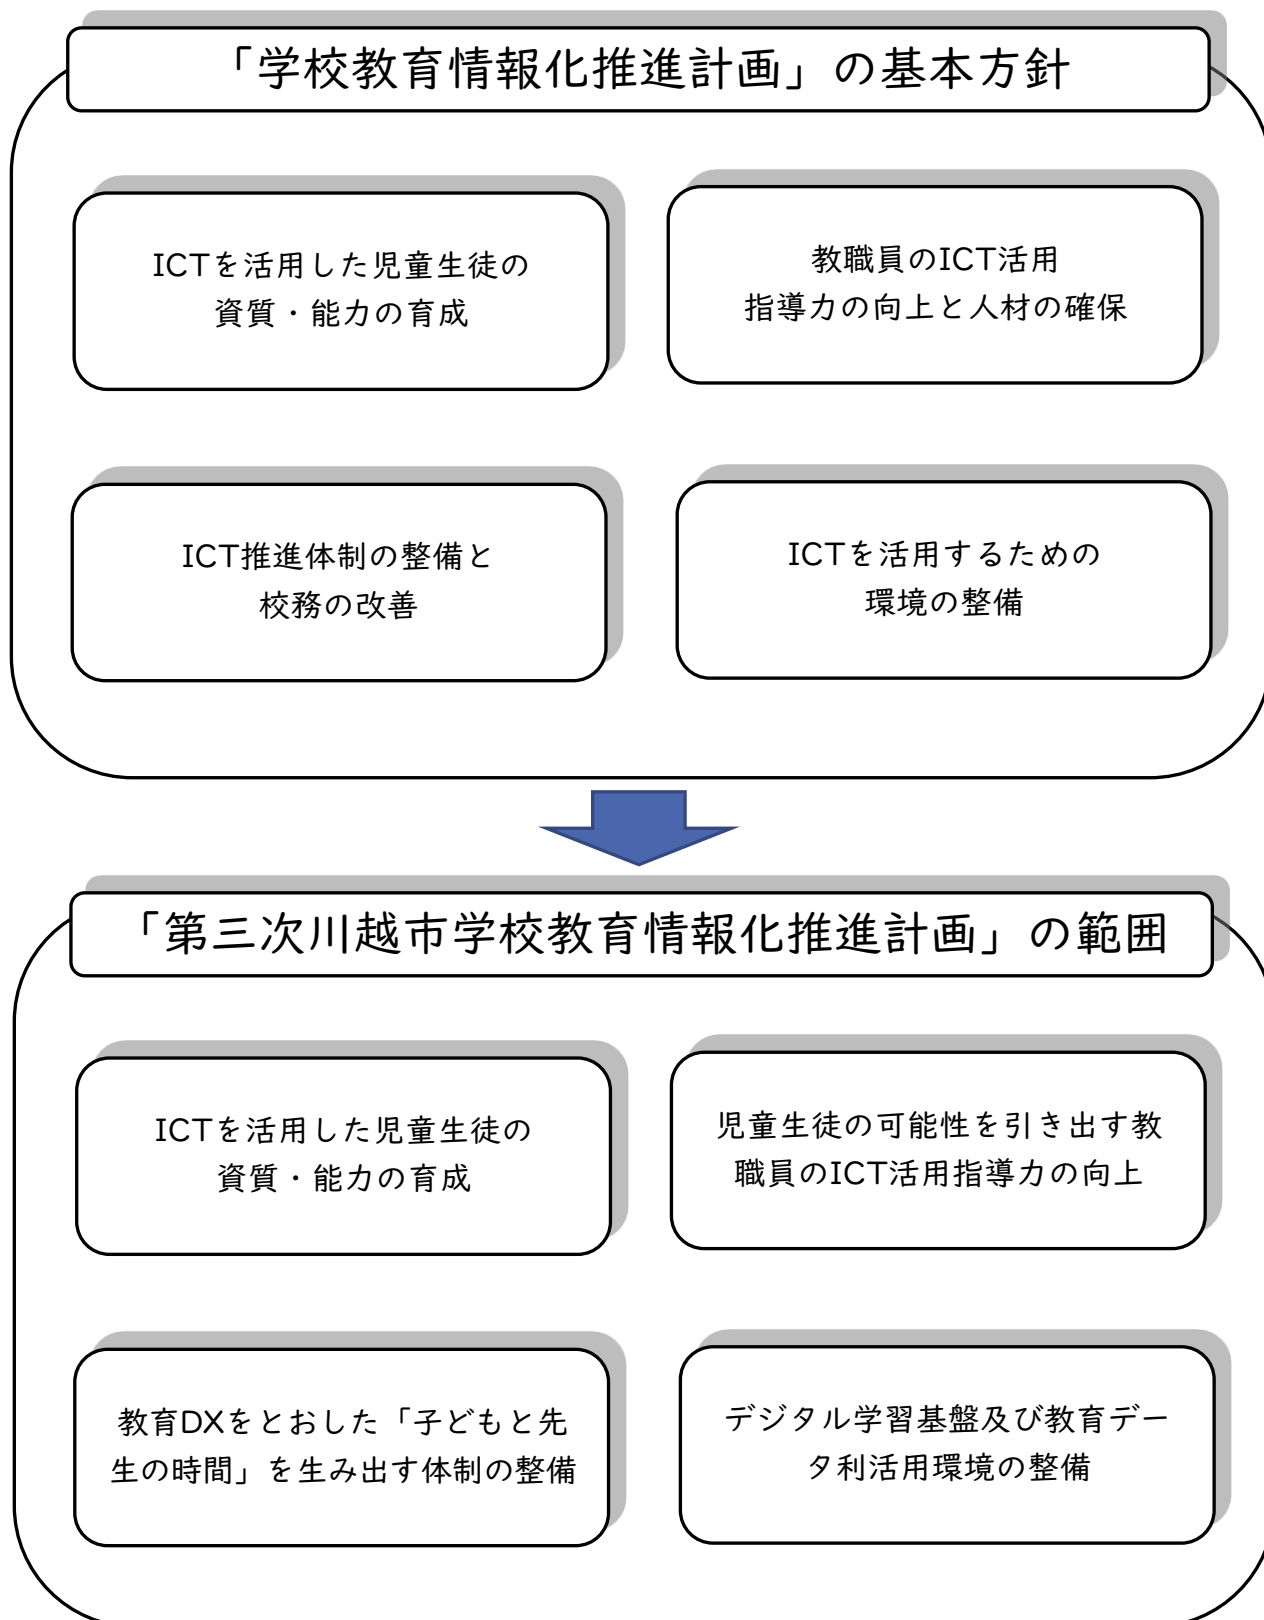 「学校教育情報化推進計画」の基本方針
ICTを活用した児童生徒の
資質・能力の育成
教職員のICT活用
指導力の向上と人材の確保
ICT推進体制の整備と
校務の改善
ICTを活用するための
環境の整備
「第三次川越市学校教育情報化推進計画」の範囲
ICTを活用した児童生徒の
資質・能力の育成
児童生徒の可能性を引き出す教
職員のICT活用指導力の向上
教育DXをとおした「子どもと先
生の時間」を生み出す体制の整備
デジタル学習基盤及び教育デー
タ利活用環境の整備